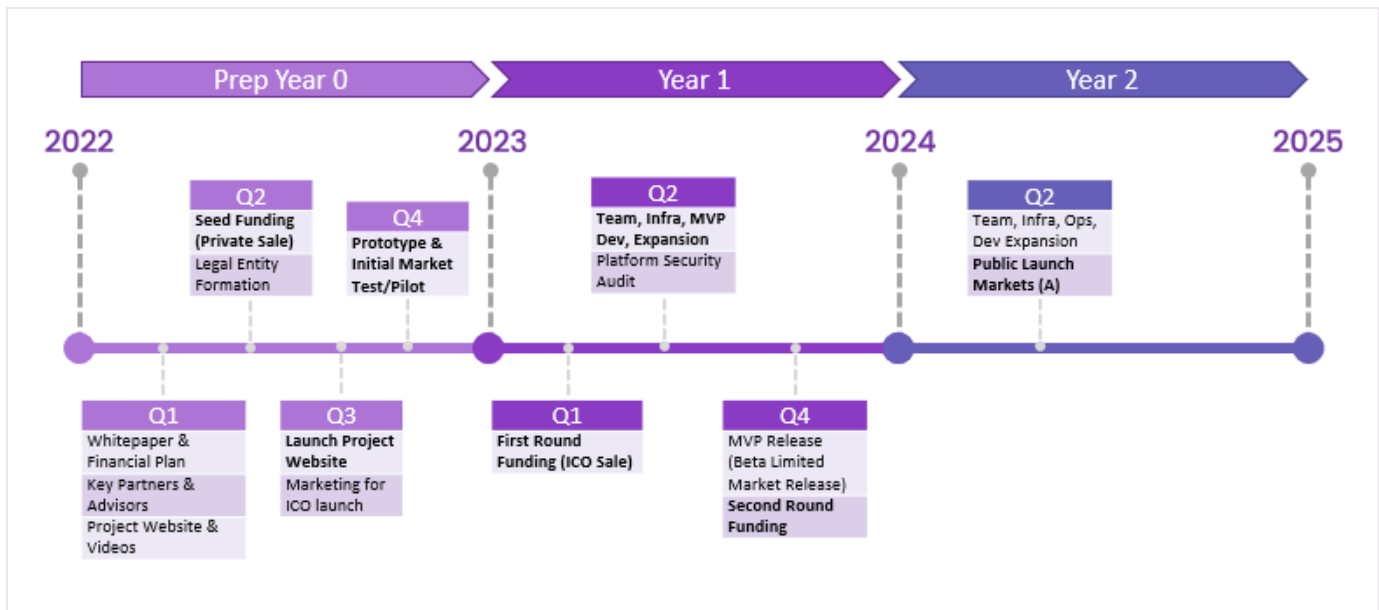 Prep Year 0
Year 1
Year 2
2022
2023
2024
2025
Q2
Seed Funding
(Private Sale)
Legal Entity
Formation
Q4
Prototype &
Initial Market
Test/Pilot
Q2
Team, Infra, MVP
Dev, Expansion
Platform Security
Audit
Q2
Team, Infra, Ops,
Dev Expansion
Public Launch
Markets (A)
Q1
Whitepaper &
Financial Plan
Key Partners &
Advisors
Project Website &
Videos
Q3
Launch Project
Website
Marketing for
ICO launch
Q1
First Round
Funding (ICO Sale)
Q4
MVP Release
(Beta Limited
Market Release)
Second Round
Funding